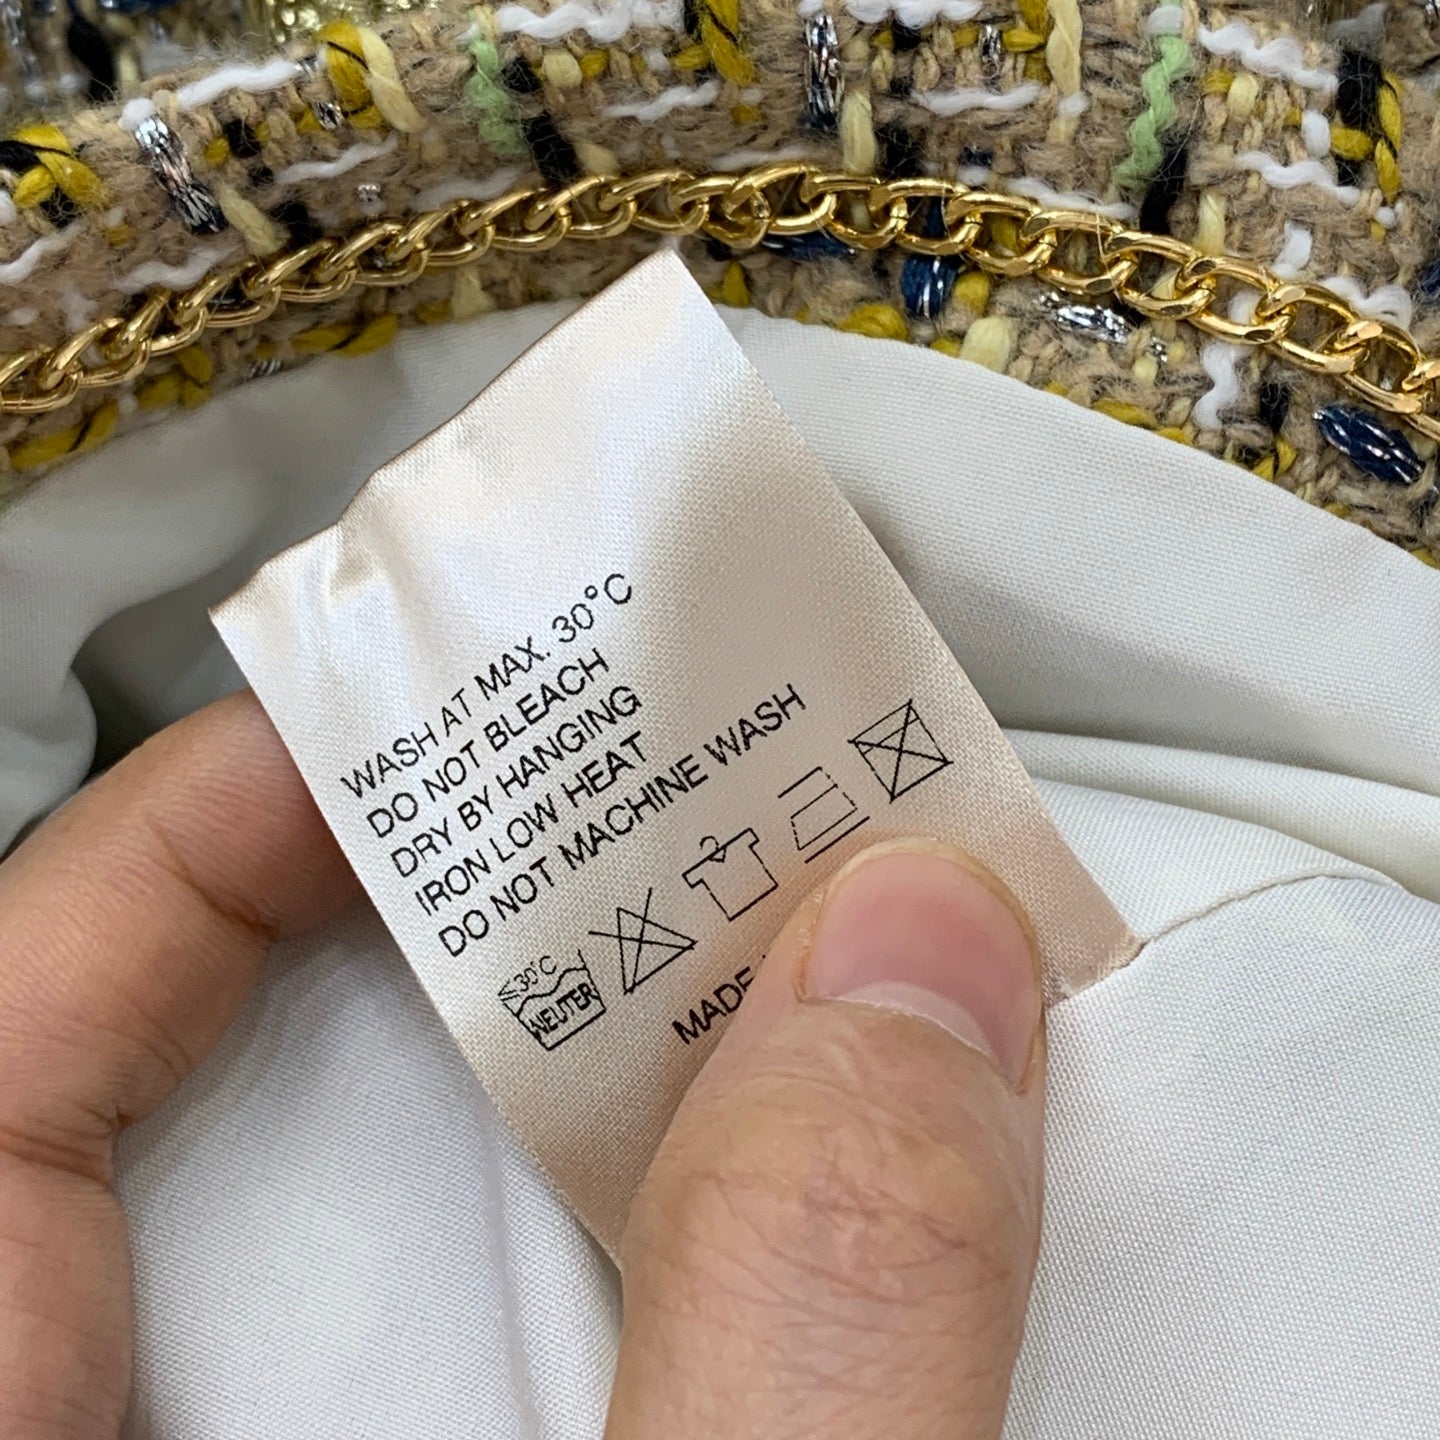 WASH AT MAX. 30°C
DO NOT BLEACH
DRY BY HANGING
IRON LOW HEAT
DO NOT MACHINE WASH
≤30°C
NEUTER
MADE